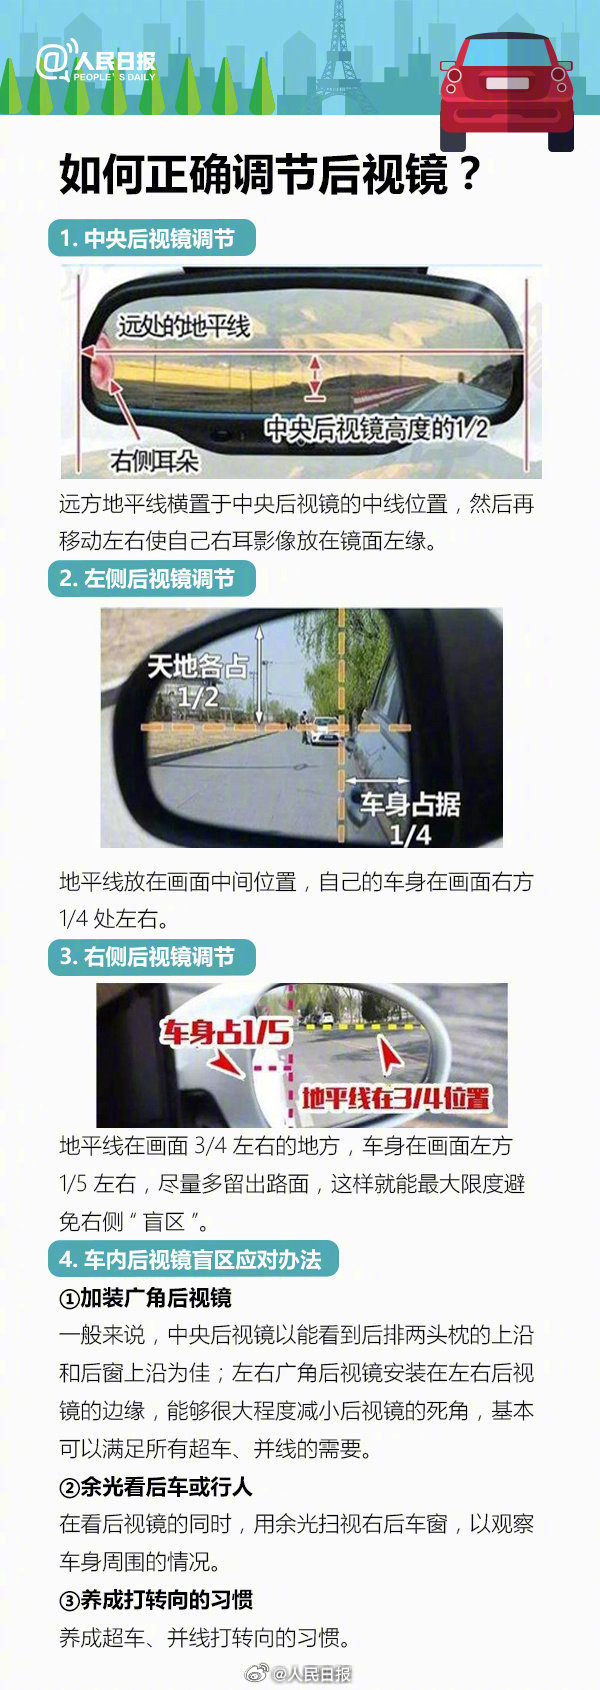 @人民日报
PEOPLE'S DAILY
如何正确调节后视镜？
1. 中央后视镜调节
远处的地平线
中央后视镜高度的1/2
右侧耳朵
远方地平线横置于中央后视镜的中线位置，然后再
移动左右使自己右耳影像放在镜面左缘。
2. 左侧后视镜调节
天地各占
1/2
车身占据
1/4
地平线放在画面中间位置，自己的车身在画面右方
1/4 处左右。
3. 右侧后视镜调节
车身占1/5
地平线在3/4位置
地平线在画面 3/4 左右的地方，车身在画面左方
1/5 左右，尽量多留出路面，这样就能最大限度避
免右侧“ 盲区 ”。
4. 车内后视镜盲区应对办法
①加装广角后视镜
一般来说，中央后视镜以能看到后排两头枕的上沿
和后窗上沿为佳；左右广角后视镜安装在左右后视
镜的边缘，能够很大程度减小后视镜的死角，基本
可以满足所有超车、并线的需要。
②余光看后车或行人
在看后视镜的同时，用余光扫视右后车窗，以观察
车身周围的情况。
③养成打转向的习惯
养成超车、并线打转向的习惯。
@人民日报